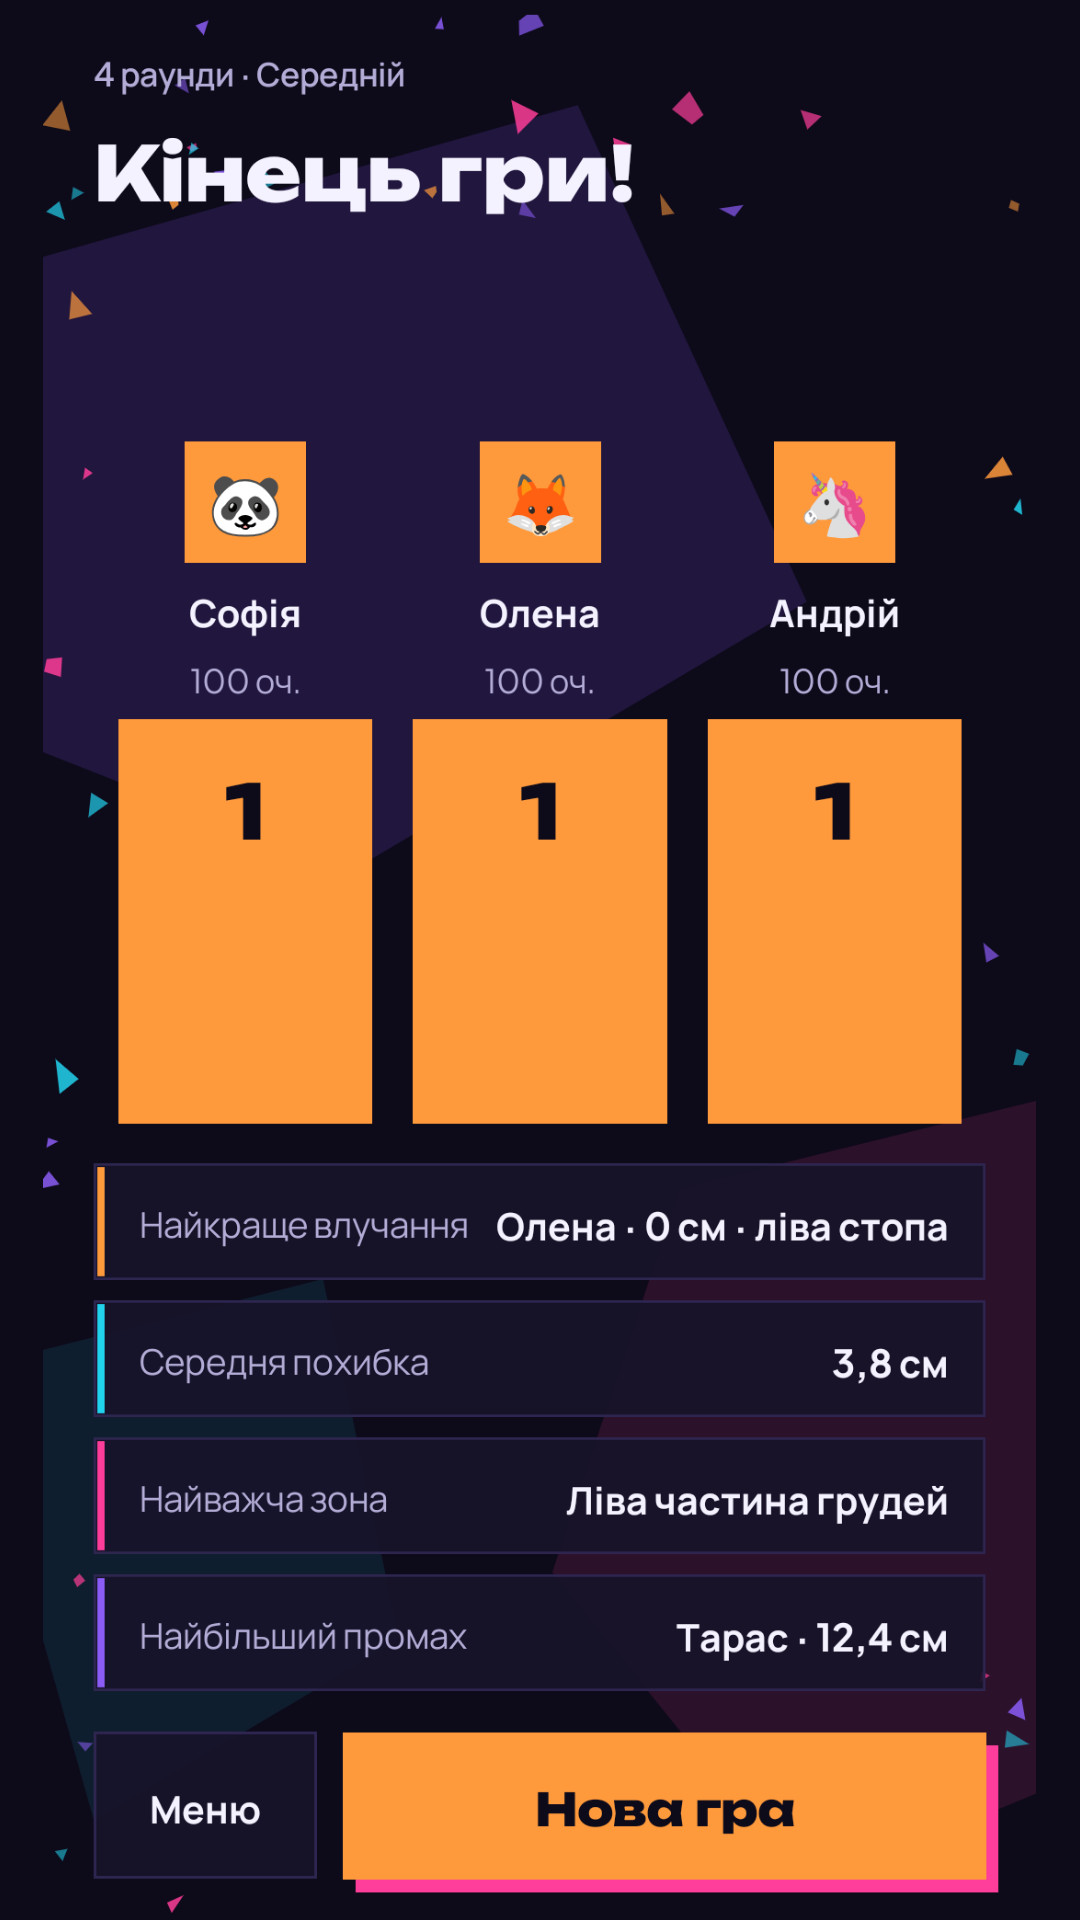 4 раунди · Середній
Кінець гри!
Софія
Олена
Андрій
100 оч.
100 оч.
100 оч.
1
1
1
Найкраще влучання
Олена · 0 см · ліва стопа
Середня похибка
3,8 см
Найважча зона
Ліва частина грудей
Найбільший промах
Тарас · 12,4 см
Меню
Нова гра